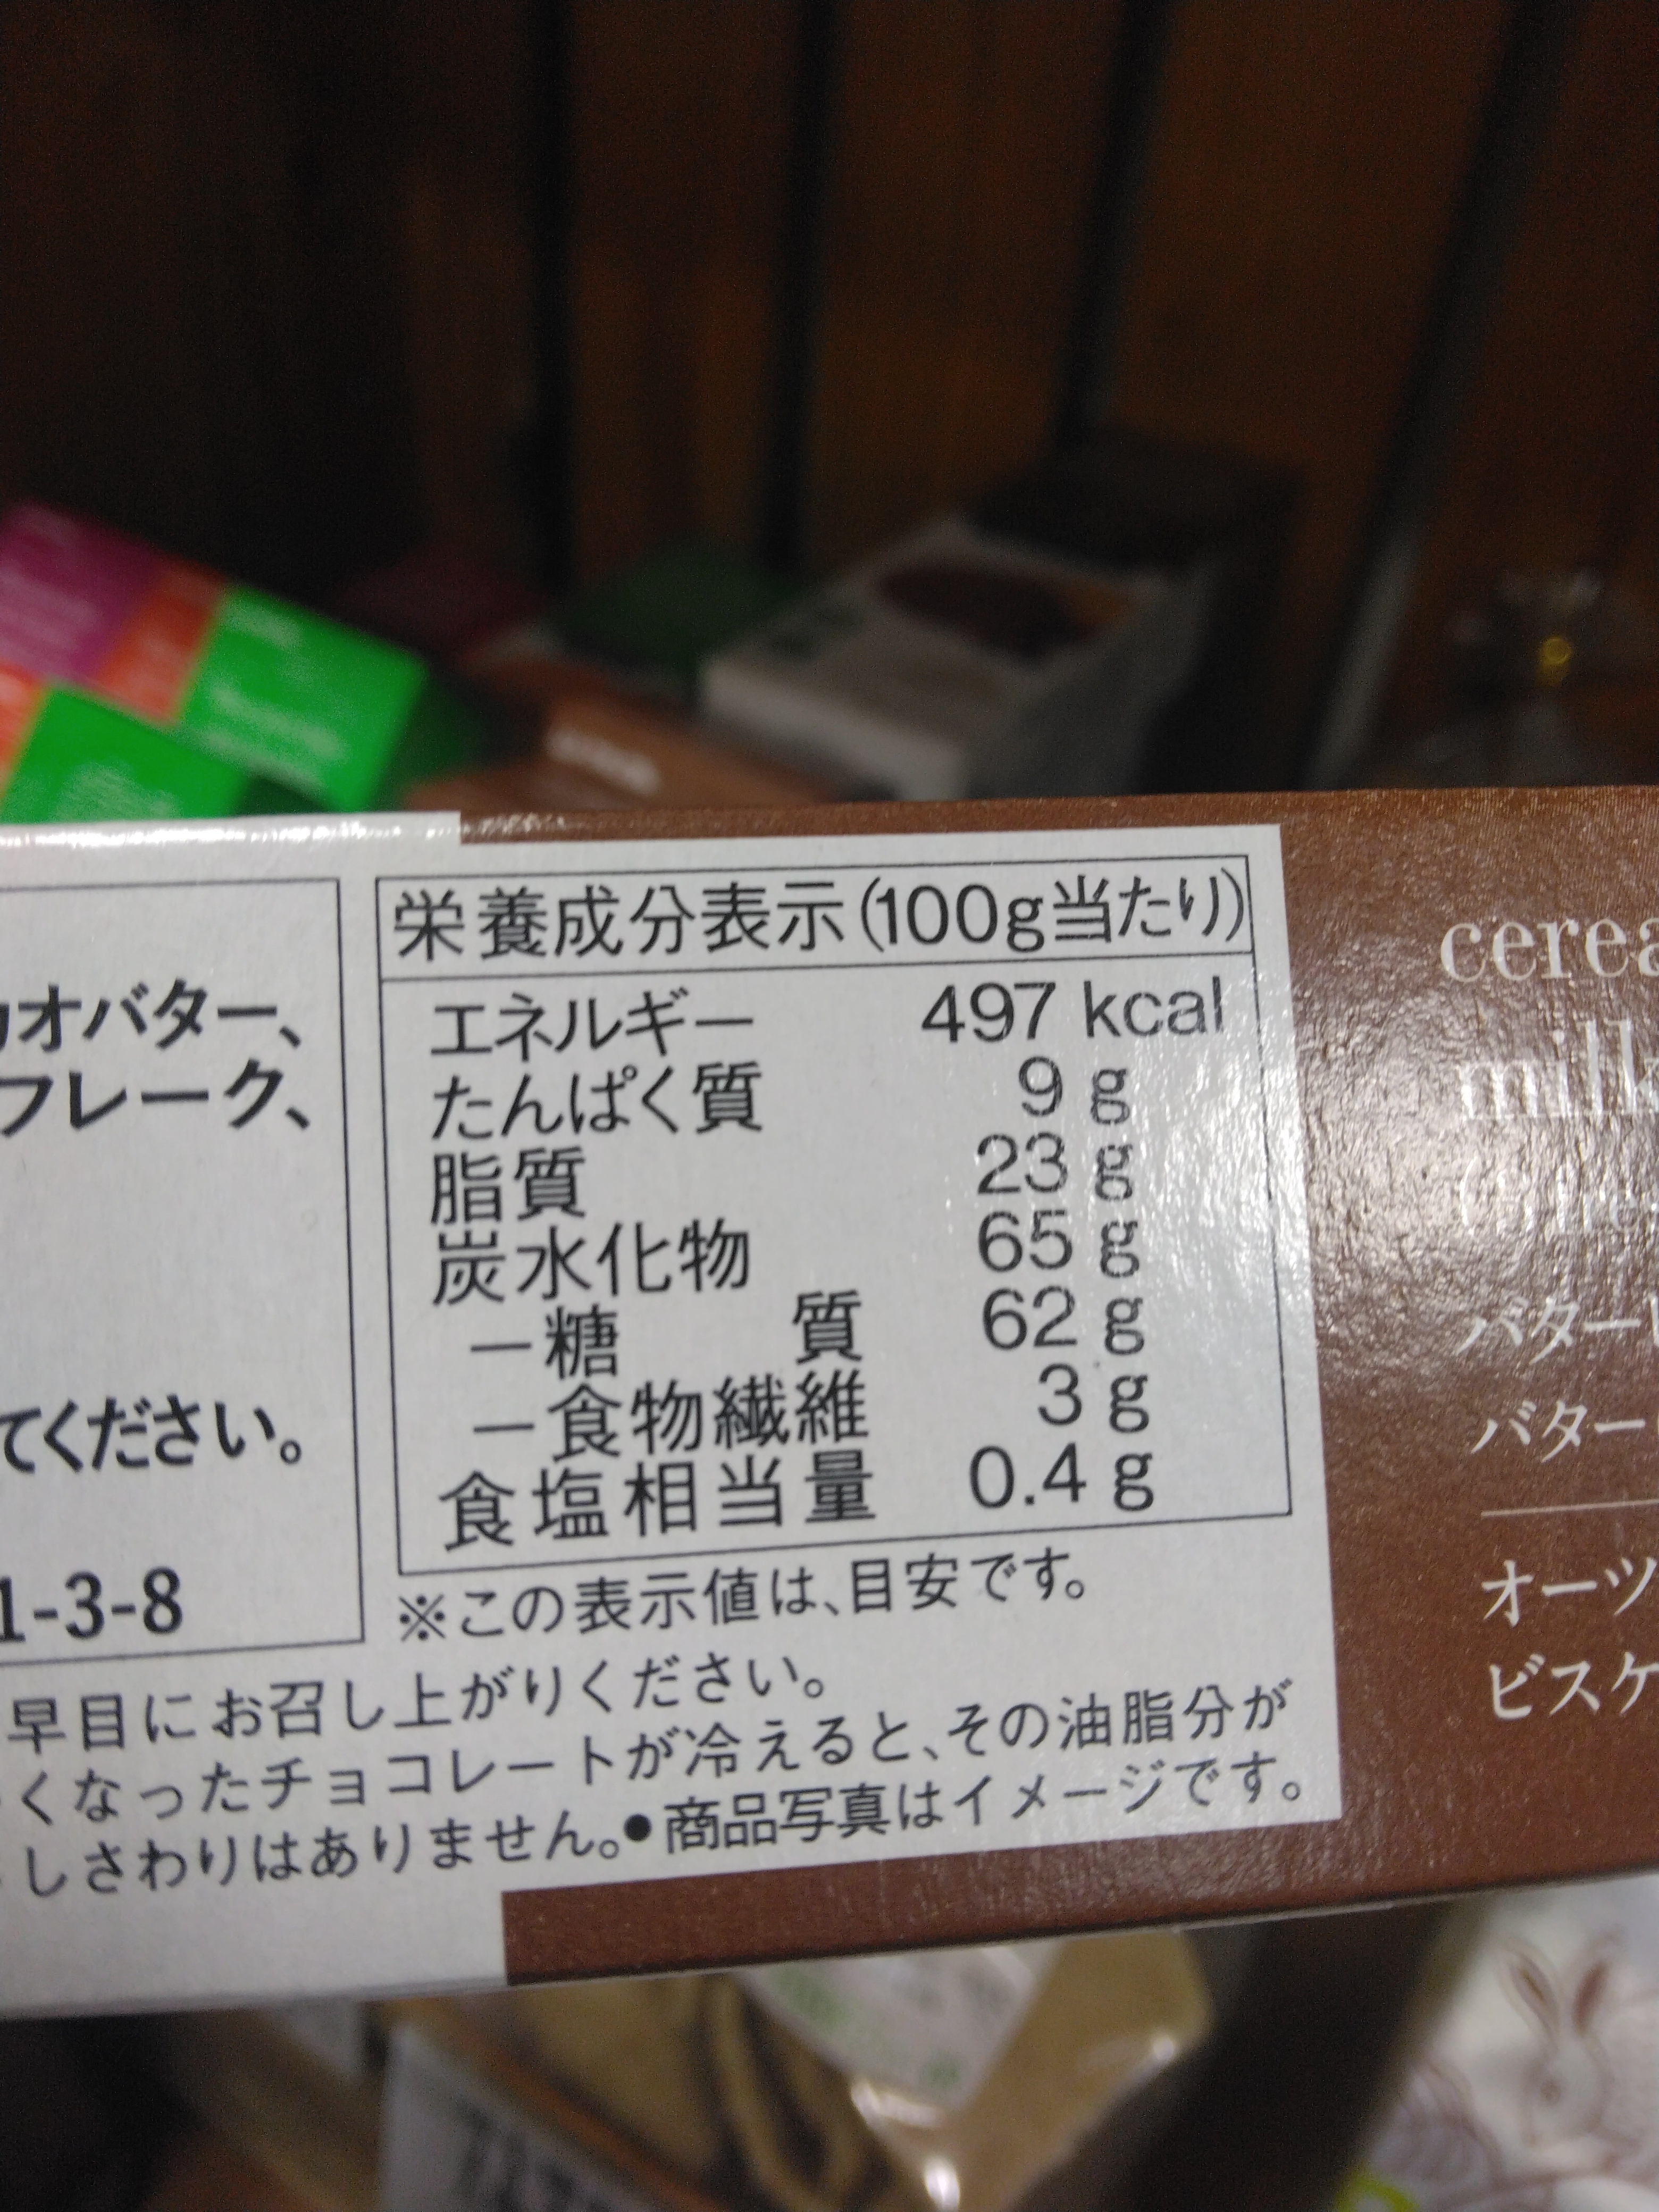 オバター、
フレーク、
てください。
1-3-8
栄養成分表示(100g当たり)
エネルギー 497 kcal
たんぱく質 9 g
脂質 23 g
炭水化物 65 g
－糖質 62 g
－食物繊維 3 g
食塩相当量 0.4 g
※この表示値は、目安です。
早目にお召し上がりください。
くなったチョコレートが冷えると、その油脂分が
しさわりはありません。●商品写真はイメージです。
cerea
milk
バター
バター
オーツ
ビスケ